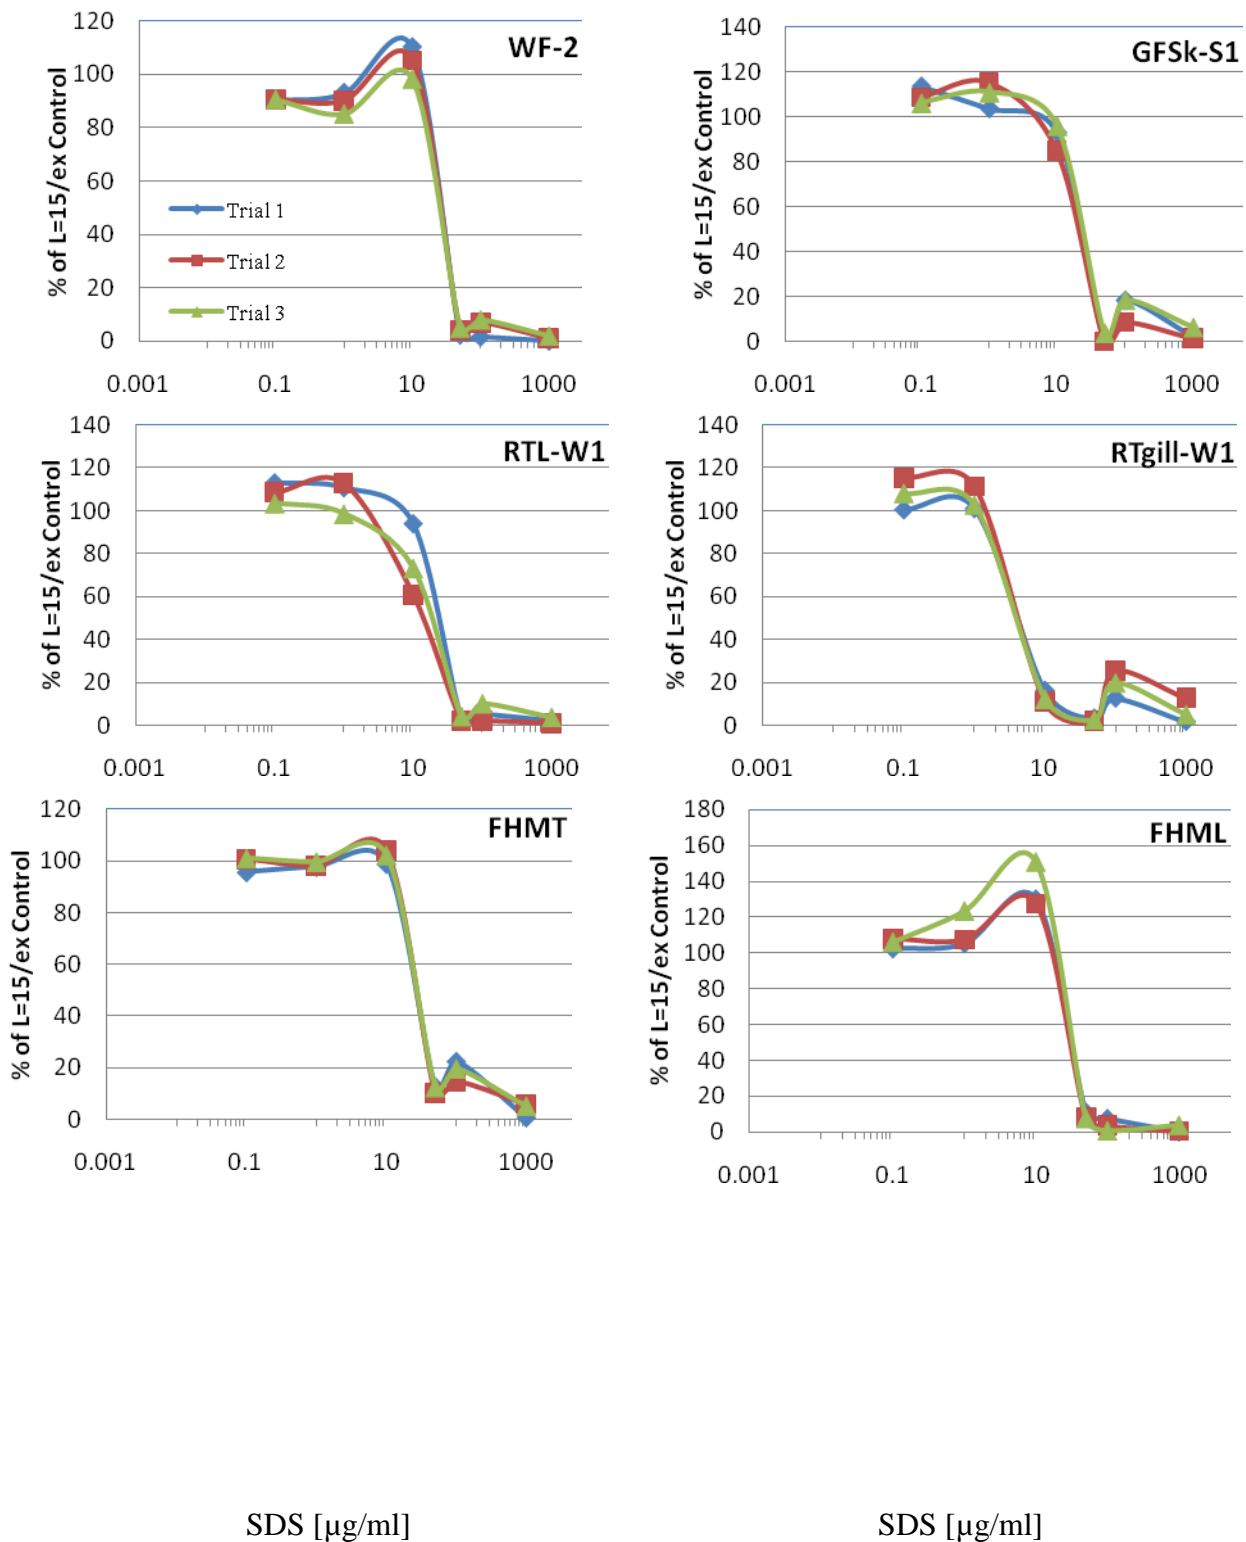 WF-2
% of L=15/ex Control
120
100
80
60
40
20
0
Trial 1
Trial 2
Trial 3
0.001 0.1 10 1000
GFSk-S1
% of L=15/ex Control
140
120
100
80
60
40
20
0
0.001 0.1 10 1000
RTL-W1
% of L=15/ex Control
140
120
100
80
60
40
20
0
0.001 0.1 10 1000
RTgill-W1
% of L=15/ex Control
140
120
100
80
60
40
20
0
0.001 0.1 10 1000
FHMT
% of L=15/ex Control
120
100
80
60
40
20
0
0.001 0.1 10 1000
FHML
% of L=15/ex Control
180
160
140
120
100
80
60
40
20
0
0.001 0.1 10 1000
SDS [µg/ml]
SDS [µg/ml]